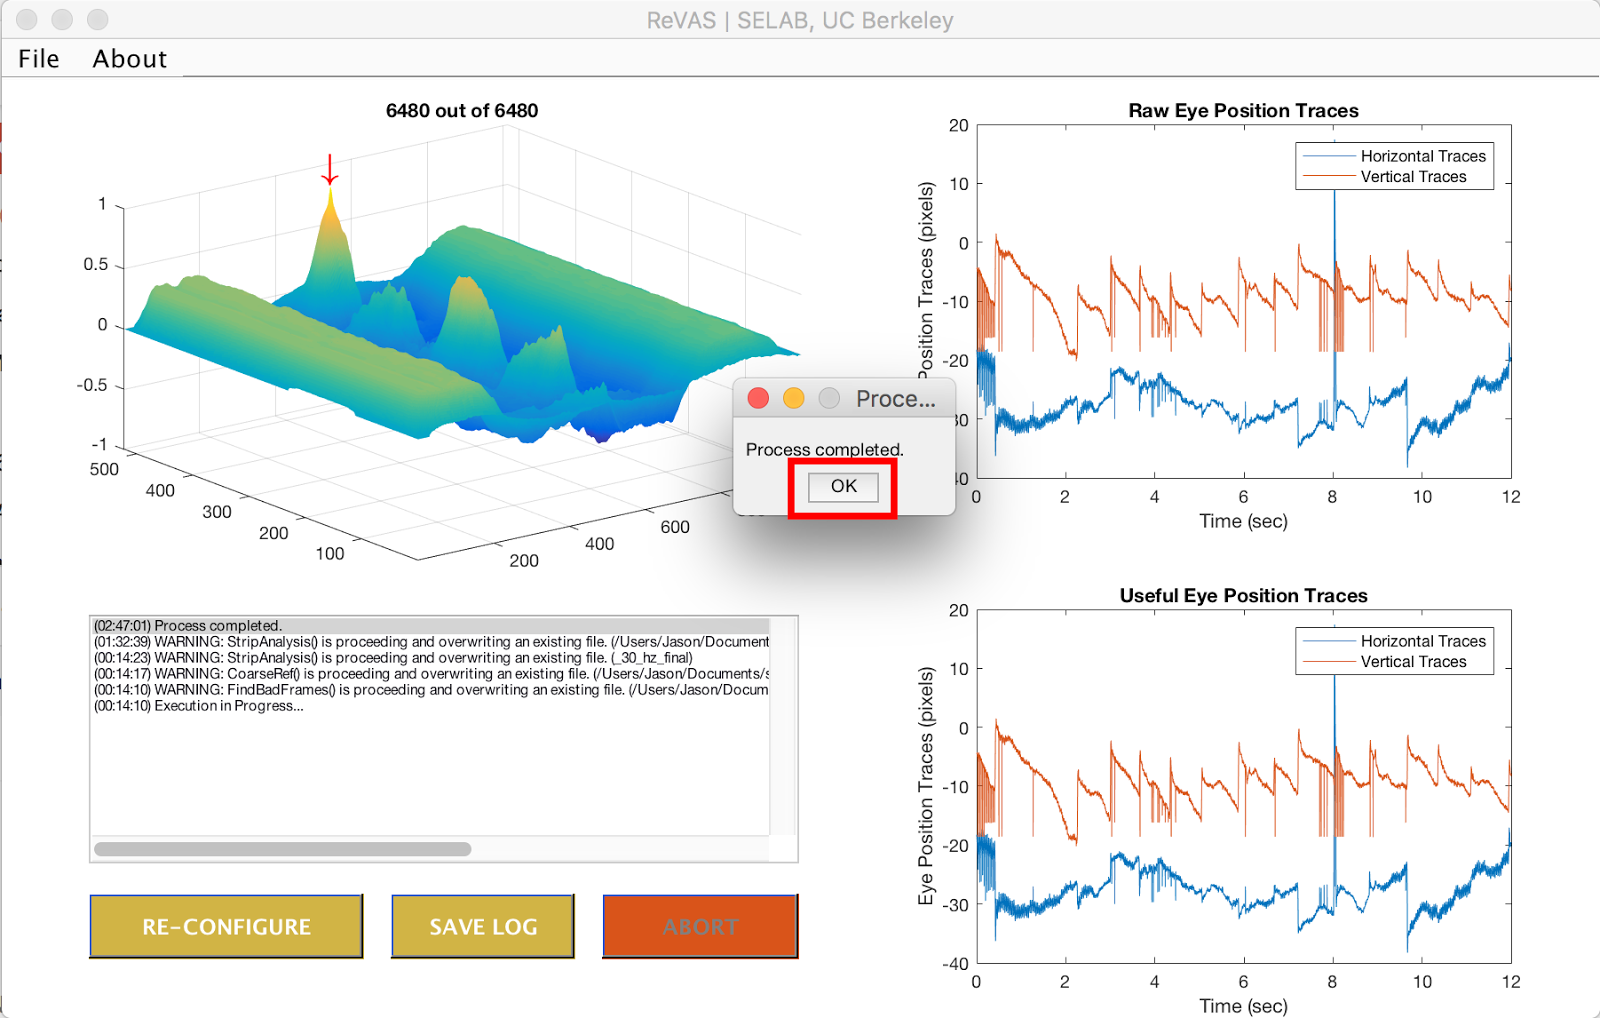 ReVAS | SELAB, UC Berkeley
File About
6480 out of 6480
1
0.5
0
-0.5
-1
500
400
300
200
100
200
400
600
Raw Eye Position Traces
20
10
0
-10
-20
-40
Position Traces (pixels)
Horizontal Traces
Vertical Traces
0 2 4 6 8 10 12
Time (sec)
Proce...
Process completed.
OK
(02:47:01) Process completed.
(01:32:39) WARNING: StripAnalysis() is proceeding and overwriting an existing file. (/Users/Jason/Document
(00:14:23) WARNING: StripAnalysis() is proceeding and overwriting an existing file. (_30_hz_final)
(00:14:17) WARNING: CoarseRef() is proceeding and overwriting an existing file. (/Users/Jason/Documents/s
(00:14:10) WARNING: FindBadFrames() is proceeding and overwriting an existing file. (/Users/Jason/Docum
(00:14:10) Execution in Progress...
RE-CONFIGURE
SAVE LOG
ABORT
Useful Eye Position Traces
20
10
0
-10
-20
-30
-40
Eye Position Traces (pixels)
Horizontal Traces
Vertical Traces
0 2 4 6 8 10 12
Time (sec)